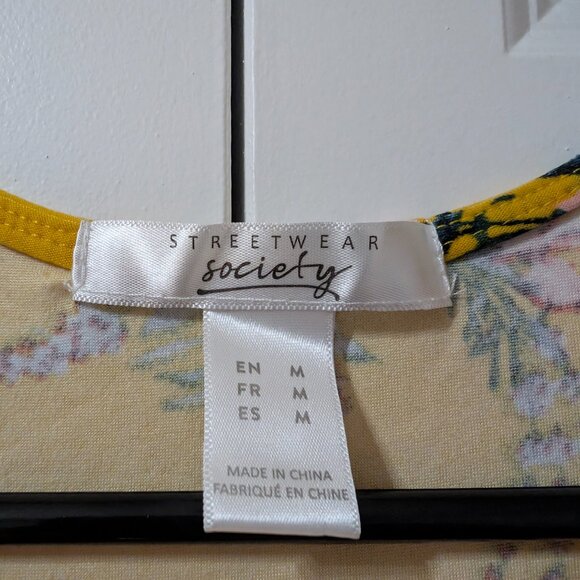 STREETWEAR
society
EN M
FR M
ES M
MADE IN CHINA
FABRIQUÉ EN CHINE